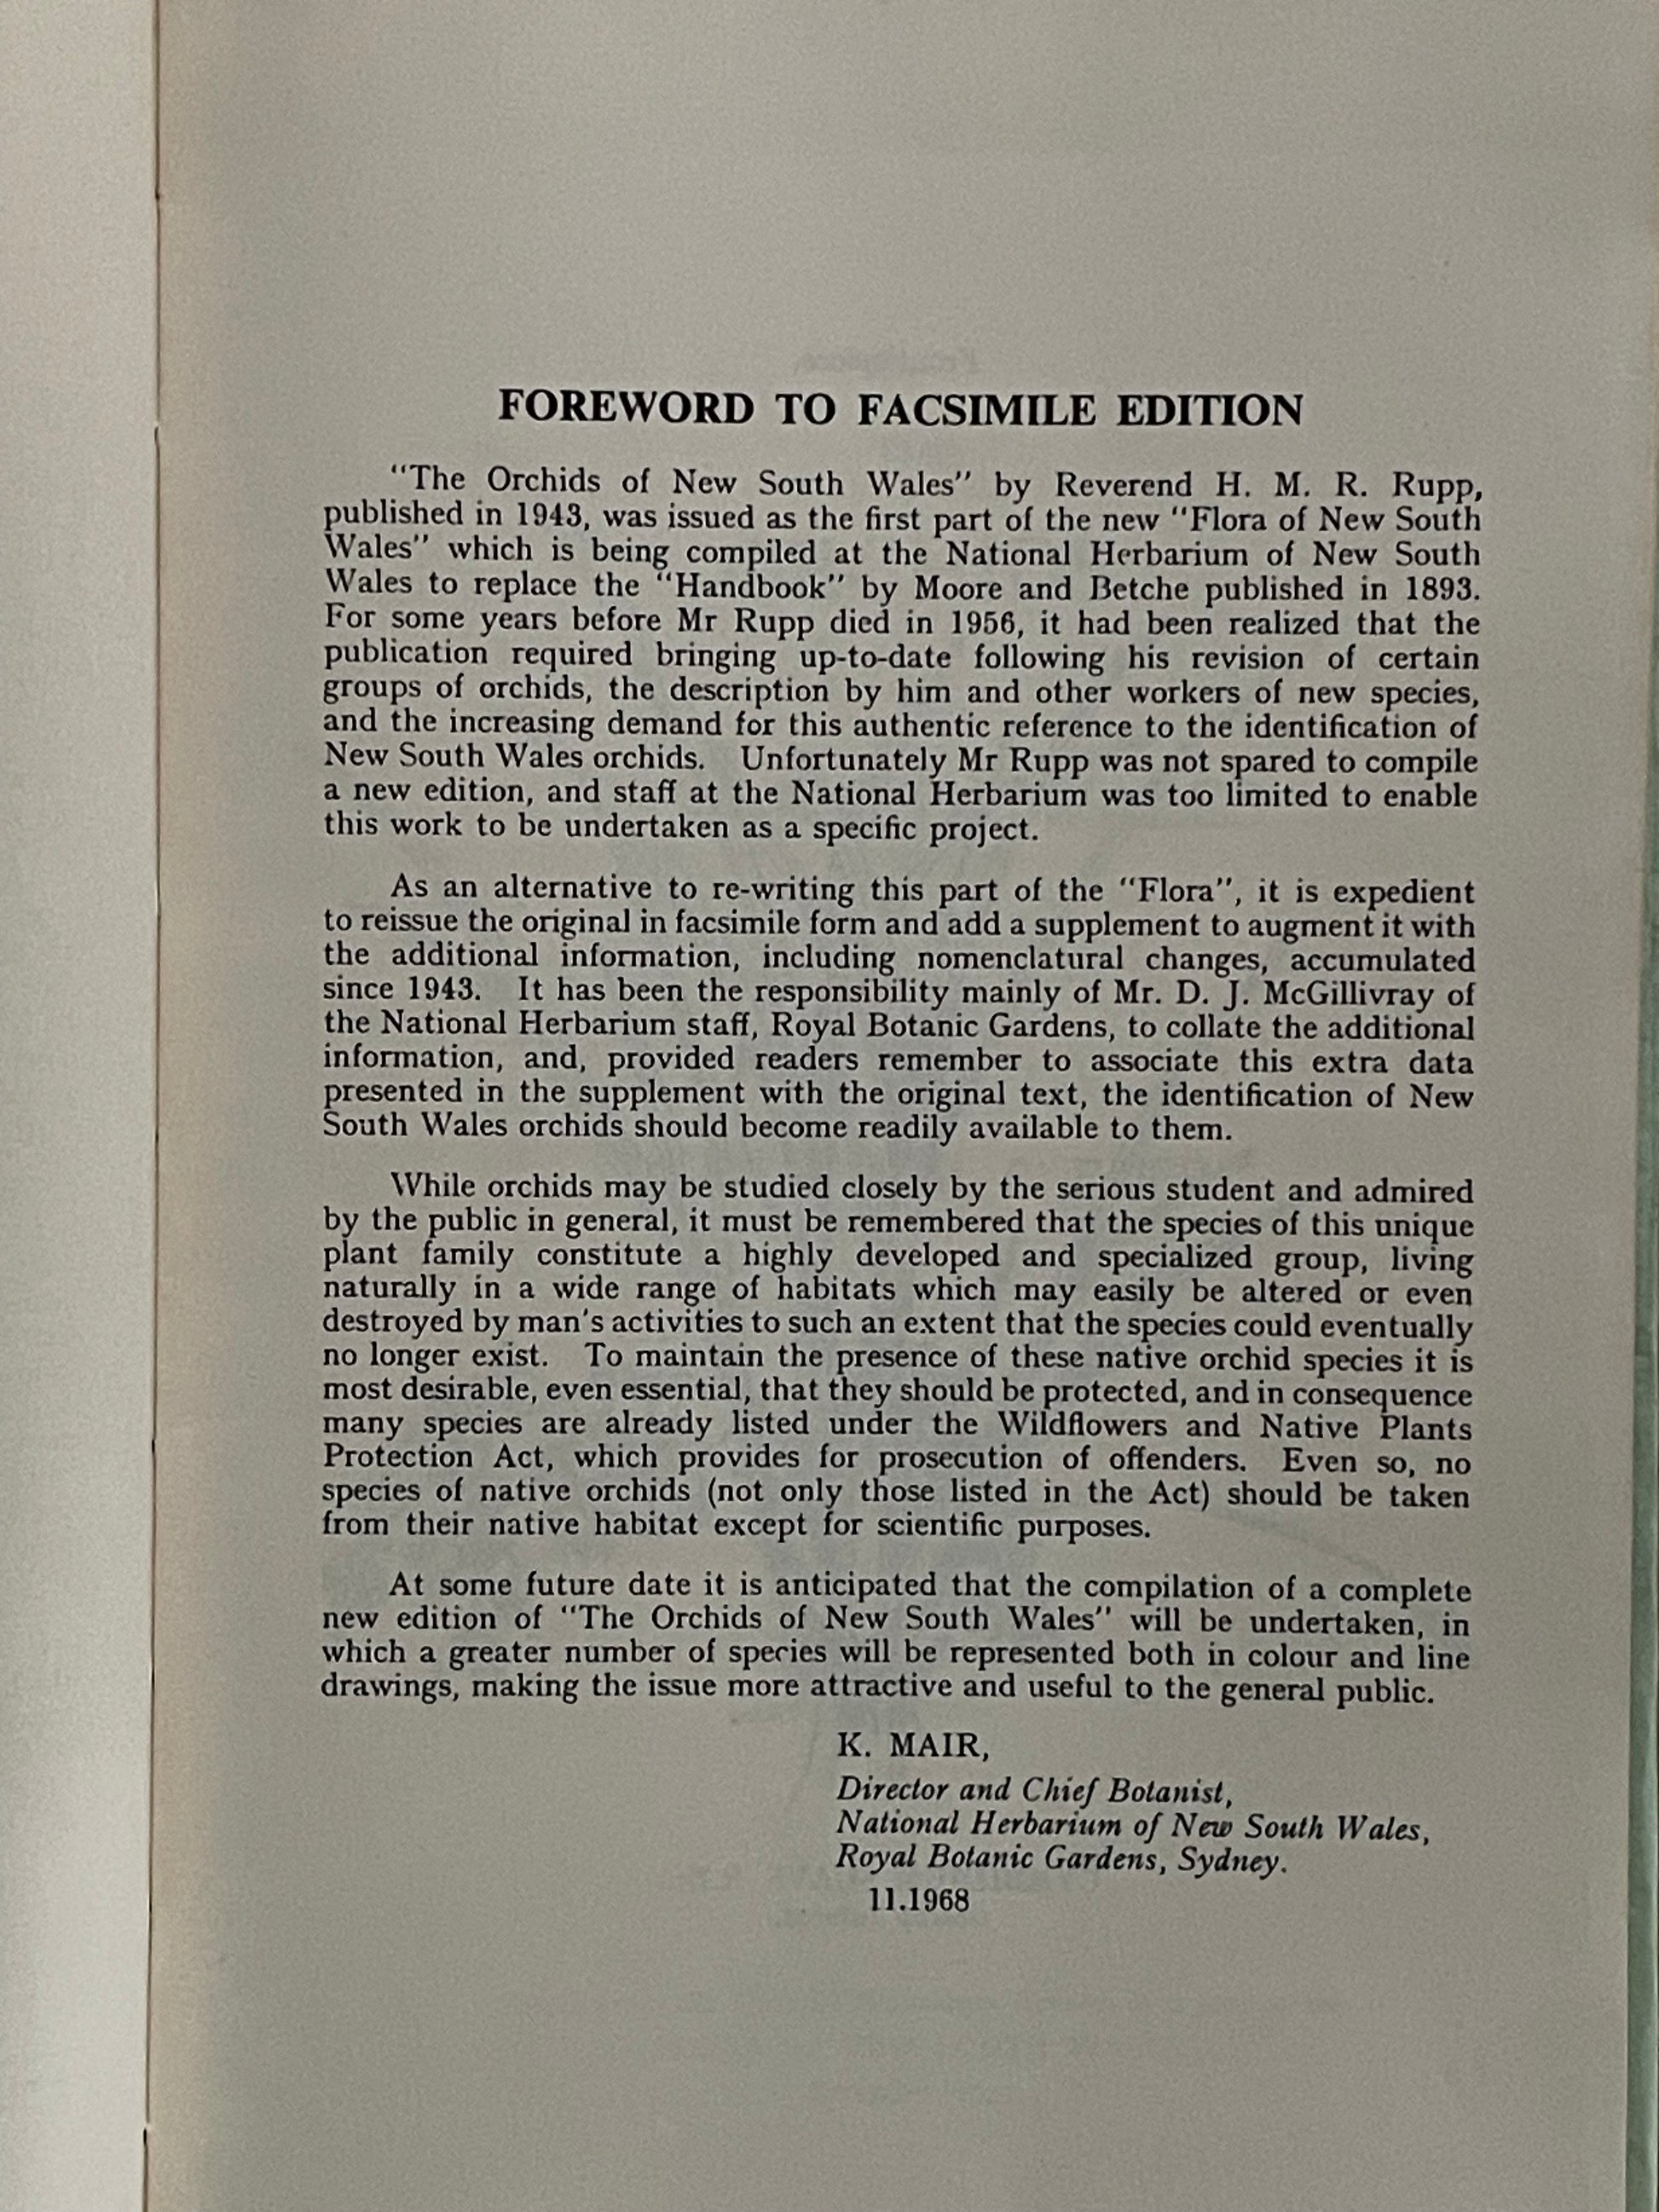 FOREWORD TO FACSIMILE EDITION
"The Orchids of New South Wales" by Reverend H. M. R. Rupp,
published in 1943, was issued as the first part of the new "Flora of New South
Wales" which is being compiled at the National Herbarium of New South
Wales to replace the "Handbook" by Moore and Betche published in 1893.
For some years before Mr Rupp died in 1956, it had been realized that the
publication required bringing up-to-date following his revision of certain
groups of orchids, the description by him and other workers of new species,
and the increasing demand for this authentic reference to the identification of
New South Wales orchids. Unfortunately Mr Rupp was not spared to compile
a new edition, and staff at the National Herbarium was too limited to enable
this work to be undertaken as a specific project.
As an alternative to re-writing this part of the "Flora", it is expedient
to reissue the original in facsimile form and add a supplement to augment it with
the additional information, including nomenclatural changes, accumulated
since 1943. It has been the responsibility mainly of Mr. D. J. McGillivray of
the National Herbarium staff, Royal Botanic Gardens, to collate the additional
information, and, provided readers remember to associate this extra data
presented in the supplement with the original text, the identification of New
South Wales orchids should become readily available to them.
While orchids may be studied closely by the serious student and admired
by the public in general, it must be remembered that the species of this unique
plant family constitute a highly developed and specialized group, living
naturally in a wide range of habitats which may easily be altered or even
destroyed by man's activities to such an extent that the species could eventually
no longer exist. To maintain the presence of these native orchid species it is
most desirable, even essential, that they should be protected, and in consequence
many species are already listed under the Wildflowers and Native Plants
Protection Act, which provides for prosecution of offenders. Even so, no
species of native orchids (not only those listed in the Act) should be taken
from their native habitat except for scientific purposes.
At some future date it is anticipated that the compilation of a complete
new edition of "The Orchids of New South Wales" will be undertaken, in
which a greater number of species will be represented both in colour and line
drawings, making the issue more attractive and useful to the general public.
K. MAIR,
Director and Chief Botanist,
National Herbarium of New South Wales,
Royal Botanic Gardens, Sydney.
11.1968